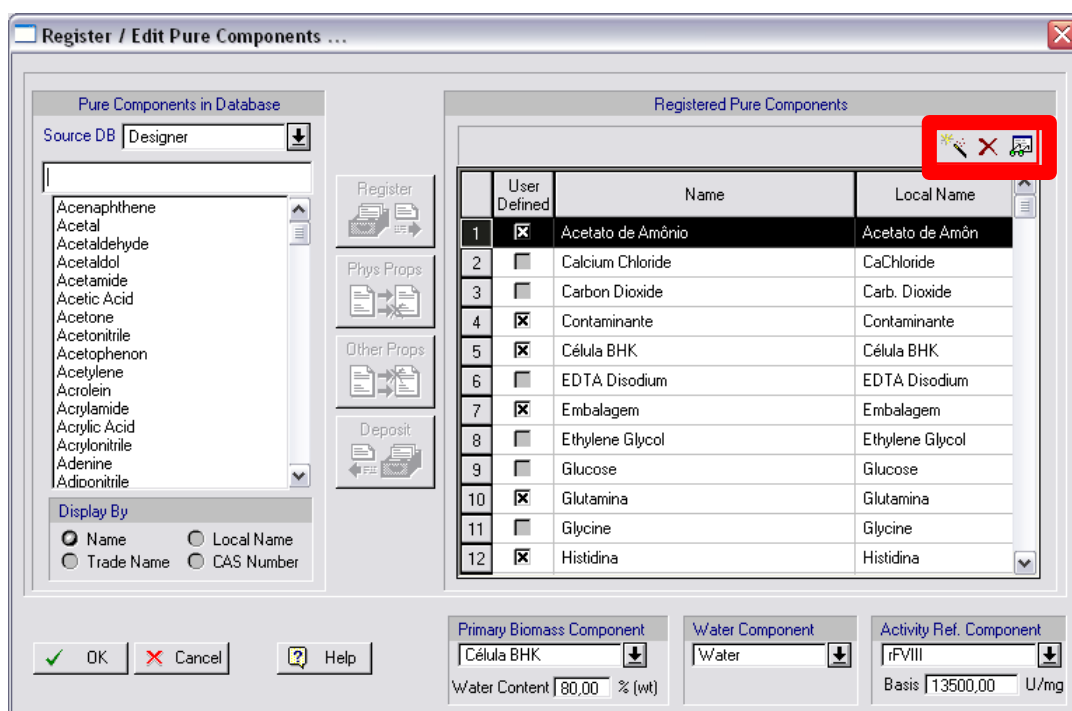 Register / Edit Pure Components ...
Pure Components in Database
Source DB Designer
Acenaphthene
Acetal
Acetaldehyde
Acetaldol
Acetamide
Acetic Acid
Acetone
Acetonitrile
Acetophenon
Acetylene
Acrolein
Acrylamide
Acrylic Acid
Acrylonitrile
Adenine
Adiponitrile
Display By
Name Local Name
Trade Name CAS Number
Register
Phys Props
Other Props
Deposit
Registered Pure Components
User Defined Name Local Name
1 Acetato de Amônio Acetato de Amôn
2 Calcium Chloride CaChloride
3 Carbon Dioxide Carb. Dioxide
4 Contaminante Contaminante
5 Célula BHK Célula BHK
6 EDTA Disodium EDTA Disodium
7 Embalagem Embalagem
8 Ethylene Glycol Ethylene Glycol
9 Glucose Glucose
10 Glutamina Glutamina
11 Glycine Glycine
12 Histidina Histidina
OK Cancel Help
Primary Biomass Component
Célula BHK
Water Content 80,00 % (wt)
Water Component
Water
Activity Ref. Component
rFVIII
Basis 13500,00 U/mg